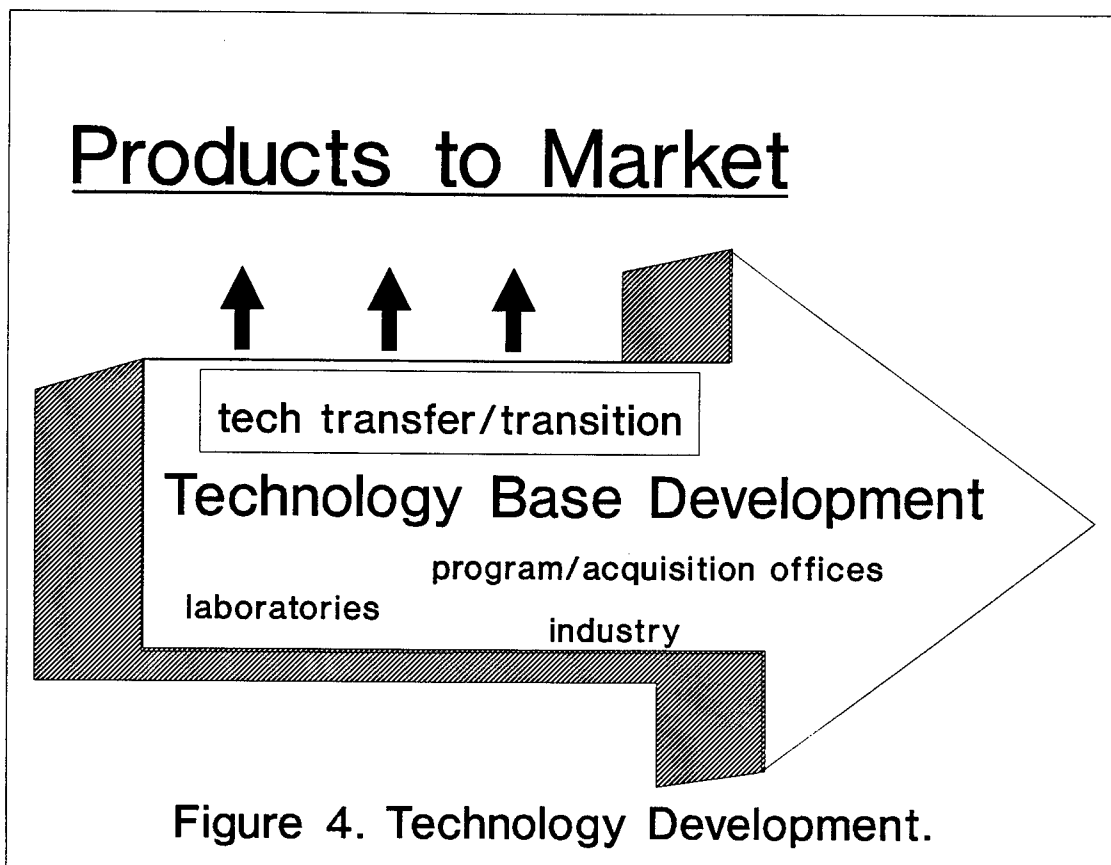 Products to Market
tech transfer/transition
Technology Base Development
program/acquisition offices
laboratories
industry
Figure 4. Technology Development.